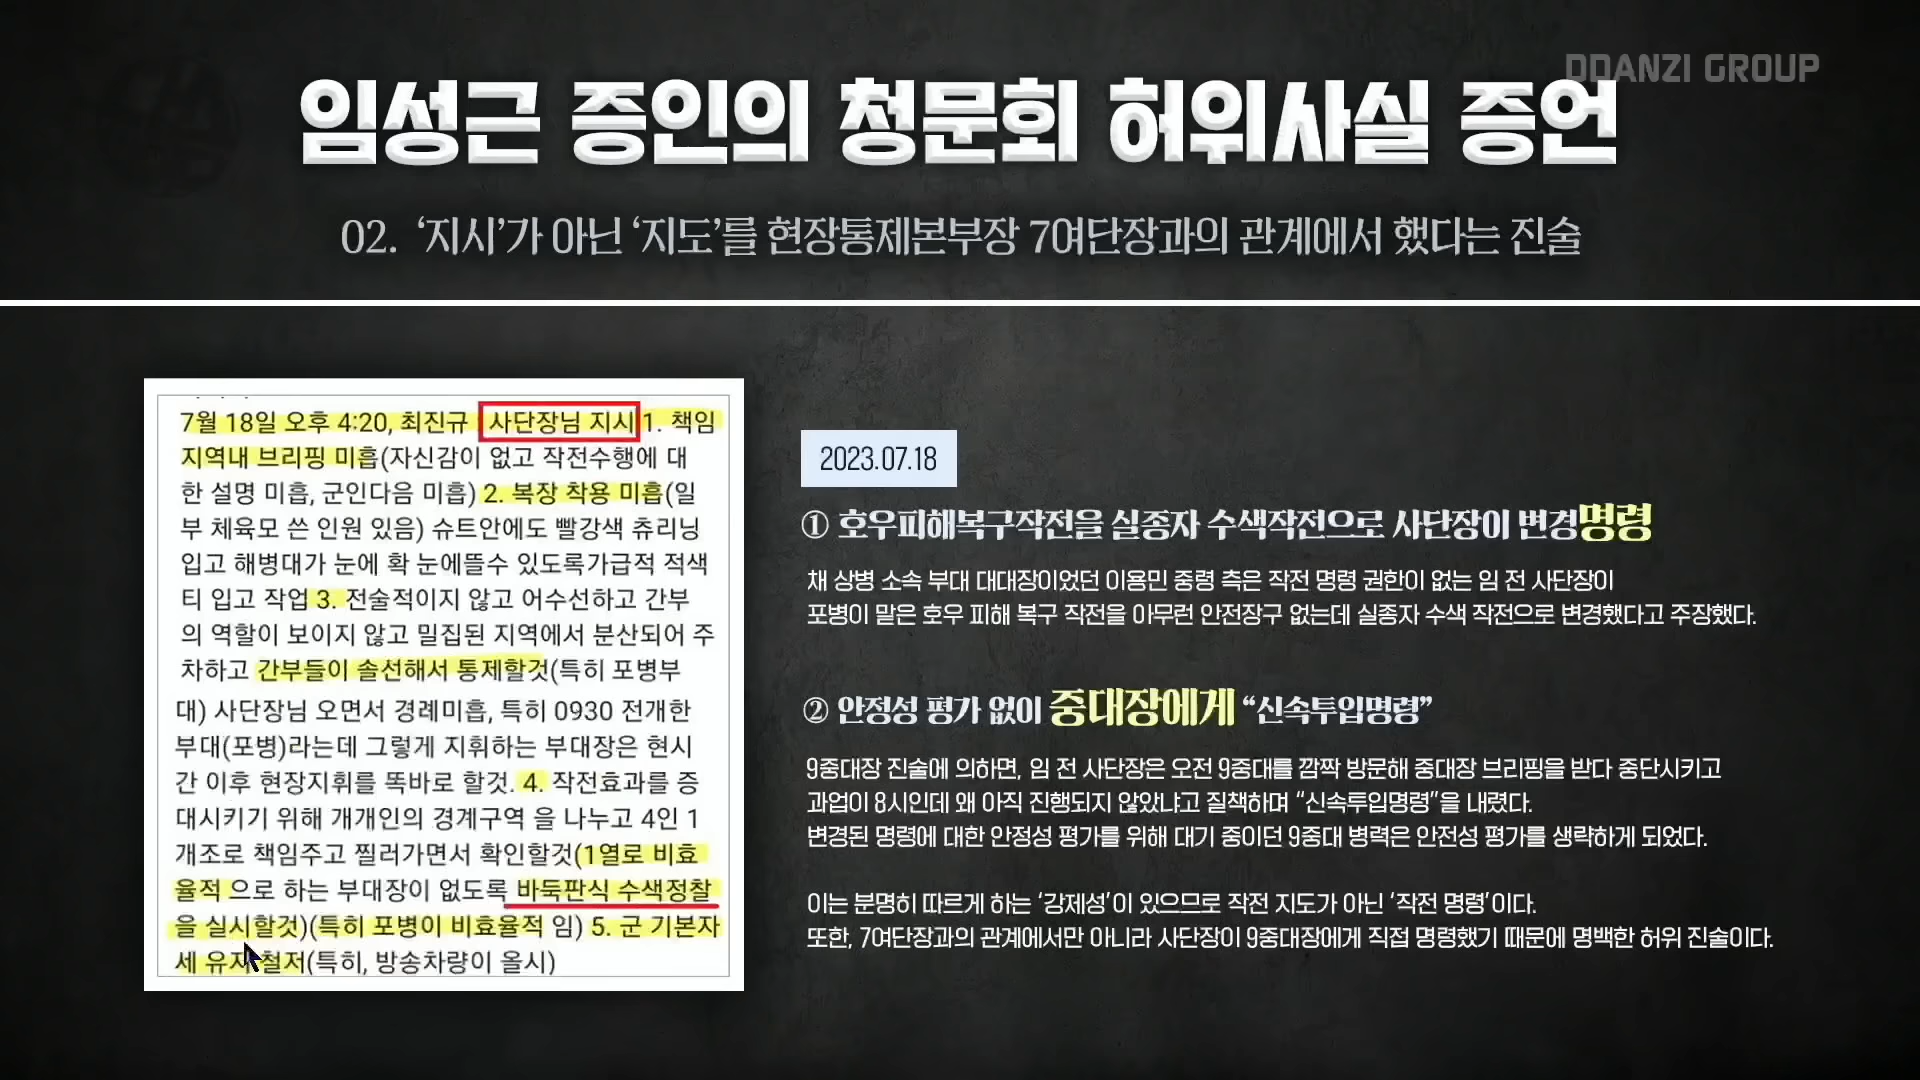 DDANZI GROUP
임성근 증인의 청문회 허위사실 증언
02. ‘지시’가 아닌 ‘지도’를 현장통제본부장 7여단장과의 관계에서 했다는 진술
7월 18일 오후 4:20, 최진규 사단장님 지시 1. 책임
지역내 브리핑 미흡(자신감이 없고 작전수행에 대
한 설명 미흡, 군인다음 미흡) 2. 복장 착용 미흡(일
부 체육모 쓴 인원 있음) 슈트안에도 빨강색 츄리닝
입고 해병대가 눈에 확 눈에뜰수 있도록가급적 적색
티 입고 작업 3. 전술적이지 않고 어수선하고 간부
의 역할이 보이지 않고 밀집된 지역에서 분산되어 주
차하고 간부들이 솔선해서 통제할것(특히 포병부
대) 사단장님 오면서 경례미흡, 특히 0930 전개한
부대(포병)라는데 그렇게 지휘하는 부대장은 현시
간 이후 현장지휘를 똑바로 할것. 4. 작전효과를 증
대시키기 위해 개개인의 경계구역 을 나누고 4인 1
개조로 책임주고 찔러가면서 확인할것(1열로 비효
율적 으로 하는 부대장이 없도록 바둑판식 수색정찰
을 실시할것)(특히 포병이 비효율적 임) 5. 군 기본자
세 유지 철저(특히, 방송차량이 올시)
2023.07.18
① 호우피해복구작전을 실종자 수색작전으로 사단장이 변경명령
채 상병 소속 부대 대대장이었던 이용민 중령 측은 작전 명령 권한이 없는 임 전 사단장이
포병이 맡은 호우 피해 복구 작전을 아무런 안전장구 없는데 실종자 수색 작전으로 변경했다고 주장했다.
② 안정성 평가 없이 중대장에게 “신속투입명령”
9중대장 진술에 의하면, 임 전 사단장은 오전 9중대를 깜짝 방문해 중대장 브리핑을 받다 중단시키고
과업이 8시인데 왜 아직 진행되지 않았냐고 질책하며 “신속투입명령”을 내렸다.
변경된 명령에 대한 안정성 평가를 위해 대기 중이던 9중대 병력은 안전성 평가를 생략하게 되었다.
이는 분명히 따르게 하는 ‘강제성’이 있으므로 작전 지도가 아닌 ‘작전 명령’이다.
또한, 7여단장과의 관계에서만 아니라 사단장이 9중대장에게 직접 명령했기 때문에 명백한 허위 진술이다.